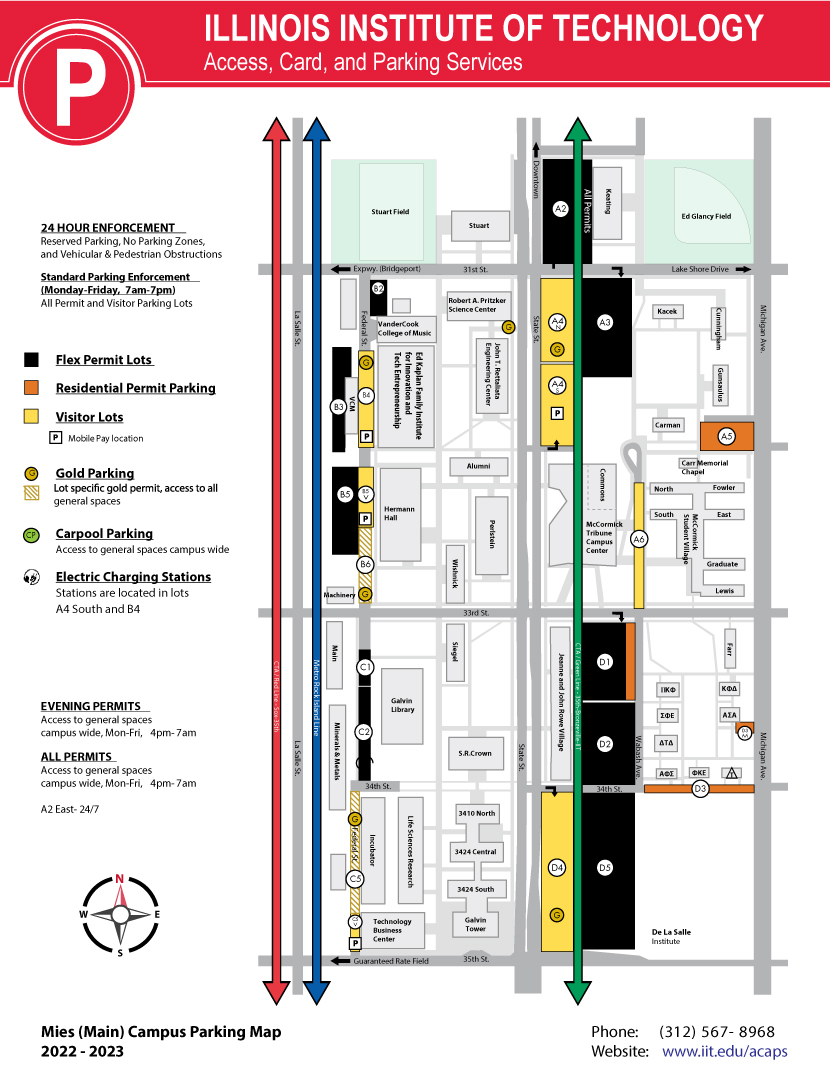 P
ILLINOIS INSTITUTE OF TECHNOLOGY
Access, Card, and Parking Services
24 HOUR ENFORCEMENT
Reserved Parking, No Parking Zones,
and Vehicular & Pedestrian Obstructions
Standard Parking Enforcement
(Monday-Friday, 7am-7pm)
All Permit and Visitor Parking Lots
Flex Permit Lots
Residential Permit Parking
Visitor Lots
P Mobile Pay location
G Gold Parking
Lot specific gold permit, access to all
general spaces
CP Carpool Parking
Access to general spaces campus wide
Electric Charging Stations
Stations are located in lots
A4 South and B4
EVENING PERMITS
Access to general spaces
campus wide, Mon-Fri, 4pm- 7am
ALL PERMITS
Access to general spaces
campus wide, Mon-Fri, 4pm- 7am
A2 East- 24/7
N
W
E
S
Stuart Field
Stuart
Downtown
A2
All Permits
Keating
Ed Glancy Field
Expwy. (Bridgeport)
31st St.
Lake Shore Drive
La Salle St.
B2
Federal St.
VanderCook
College of Music
Robert A. Pritzker
Science Center
G
State St.
A4
N
G
A3
Kacek
Cunningham
Michigan Ave.
G
B3
VCM
B4
P
Ed Kaplan Family Institute
for Innovation and
Tech Entrepreneurship
John T. Rettaliata
Engineering Center
A4
S
P
Gunsaulus
Carman
A5
B5
B5
V
P
Hermann
Hall
Alumni
Perlstein
Commons
McCormick
Tribune
Campus
Center
Carr Memorial
Chapel
North
Fowler
South
East
McCormick
Student Village
Graduate
Lewis
A6
B6
Machinery
G
Wishnick
33rd St.
CTA / Red Line - Sox-35th
Metro Rock Island Line
Main
C1
Siegel
Galvin
Library
C2
Minerals & Metals
S.R.Crown
La Salle St.
State St.
Jeanne and John Rowe Village
CTA / Green Line - 35th-Bronzeville-IIT
D1
D2
Wabash Ave.
Farr
ΠΚΦ
ΚΦΔ
ΣΦΕ
ΑΣΑ
ΔΤΔ
ΑΦΣ
ΦΚΕ
Michigan Ave.
34th St.
34th St.
D3
G
Federal St.
Incubator
Life Sciences Research
3410 North
3424 Central
3424 South
Galvin
Tower
C5
C5
V
P
Technology
Business
Center
D4
G
D5
De La Salle
Institute
Guaranteed Rate Field
35th St.
Mies (Main) Campus Parking Map
2022 - 2023
Phone: (312) 567- 8968
Website: www.iit.edu/acaps